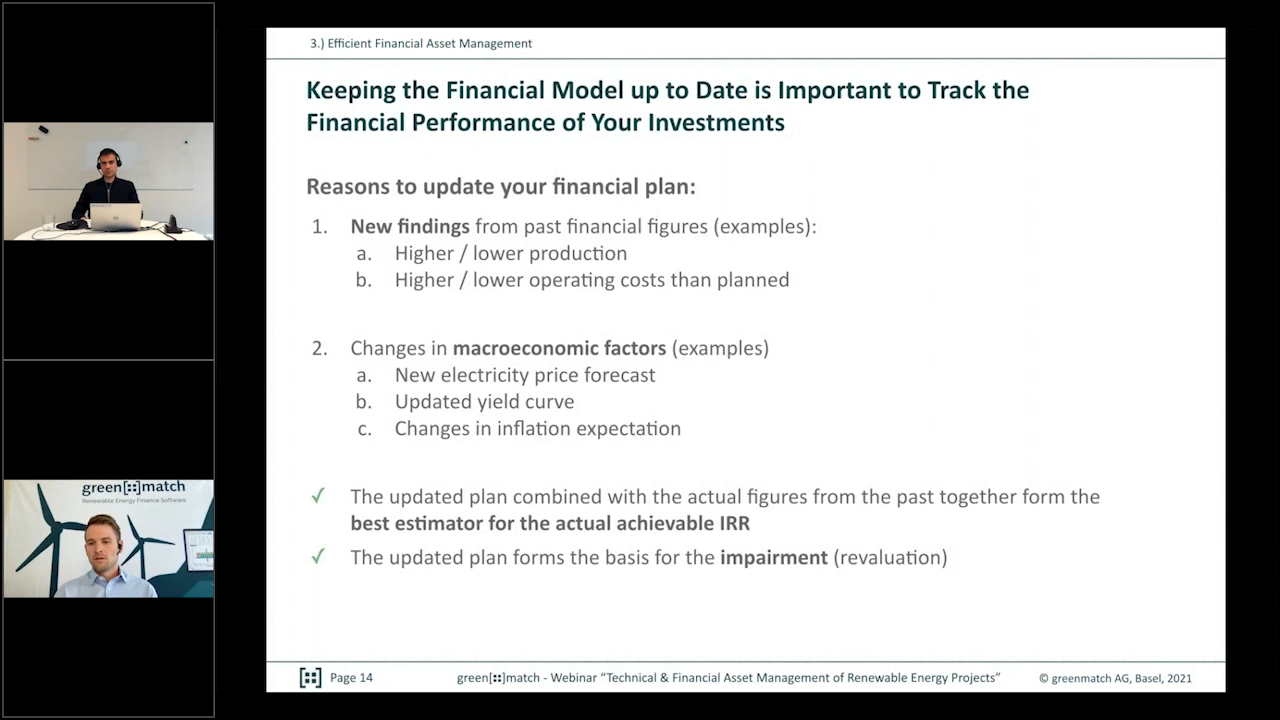 3.) Efficient Financial Asset Management
Keeping the Financial Model up to Date is Important to Track the
Financial Performance of Your Investments
Reasons to update your financial plan:
1. New findings from past financial figures (examples):
a. Higher / lower production
b. Higher / lower operating costs than planned
2. Changes in macroeconomic factors (examples)
a. New electricity price forecast
b. Updated yield curve
c. Changes in inflation expectation
✓ The updated plan combined with the actual figures from the past together form the
best estimator for the actual achievable IRR
✓ The updated plan forms the basis for the impairment (revaluation)
[::] Page 14
green[::]match - Webinar “Technical & Financial Asset Management of Renewable Energy Projects”
© greenmatch AG, Basel, 2021
green[::]match
Renewable Energy Finance Software